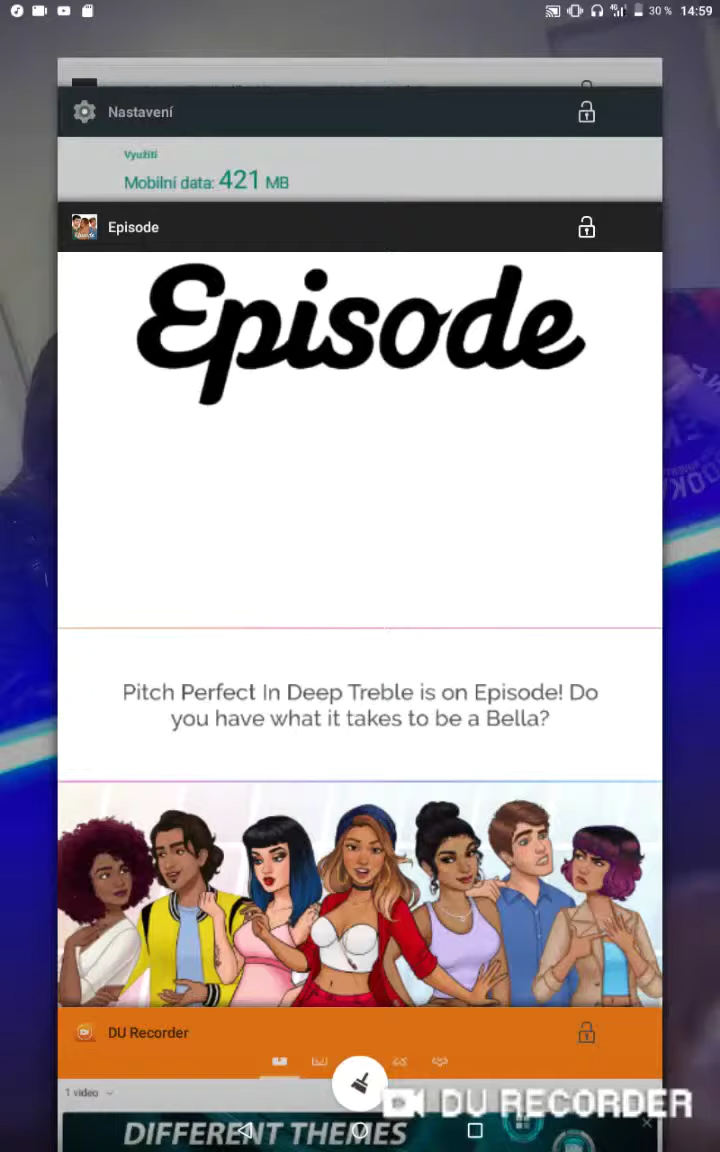 30 % 14:59
Nastavení
Využití
Mobilní data: 421 MB
Episode
Episode
Pitch Perfect In Deep Treble is on Episode! Do
you have what it takes to be a Bella?
DU Recorder
1 video
DU RECORDER
DIFFERENT THEMES